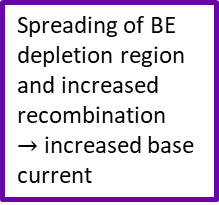 Spreading of BE
depletion region
and increased
recombination
→ increased base
current